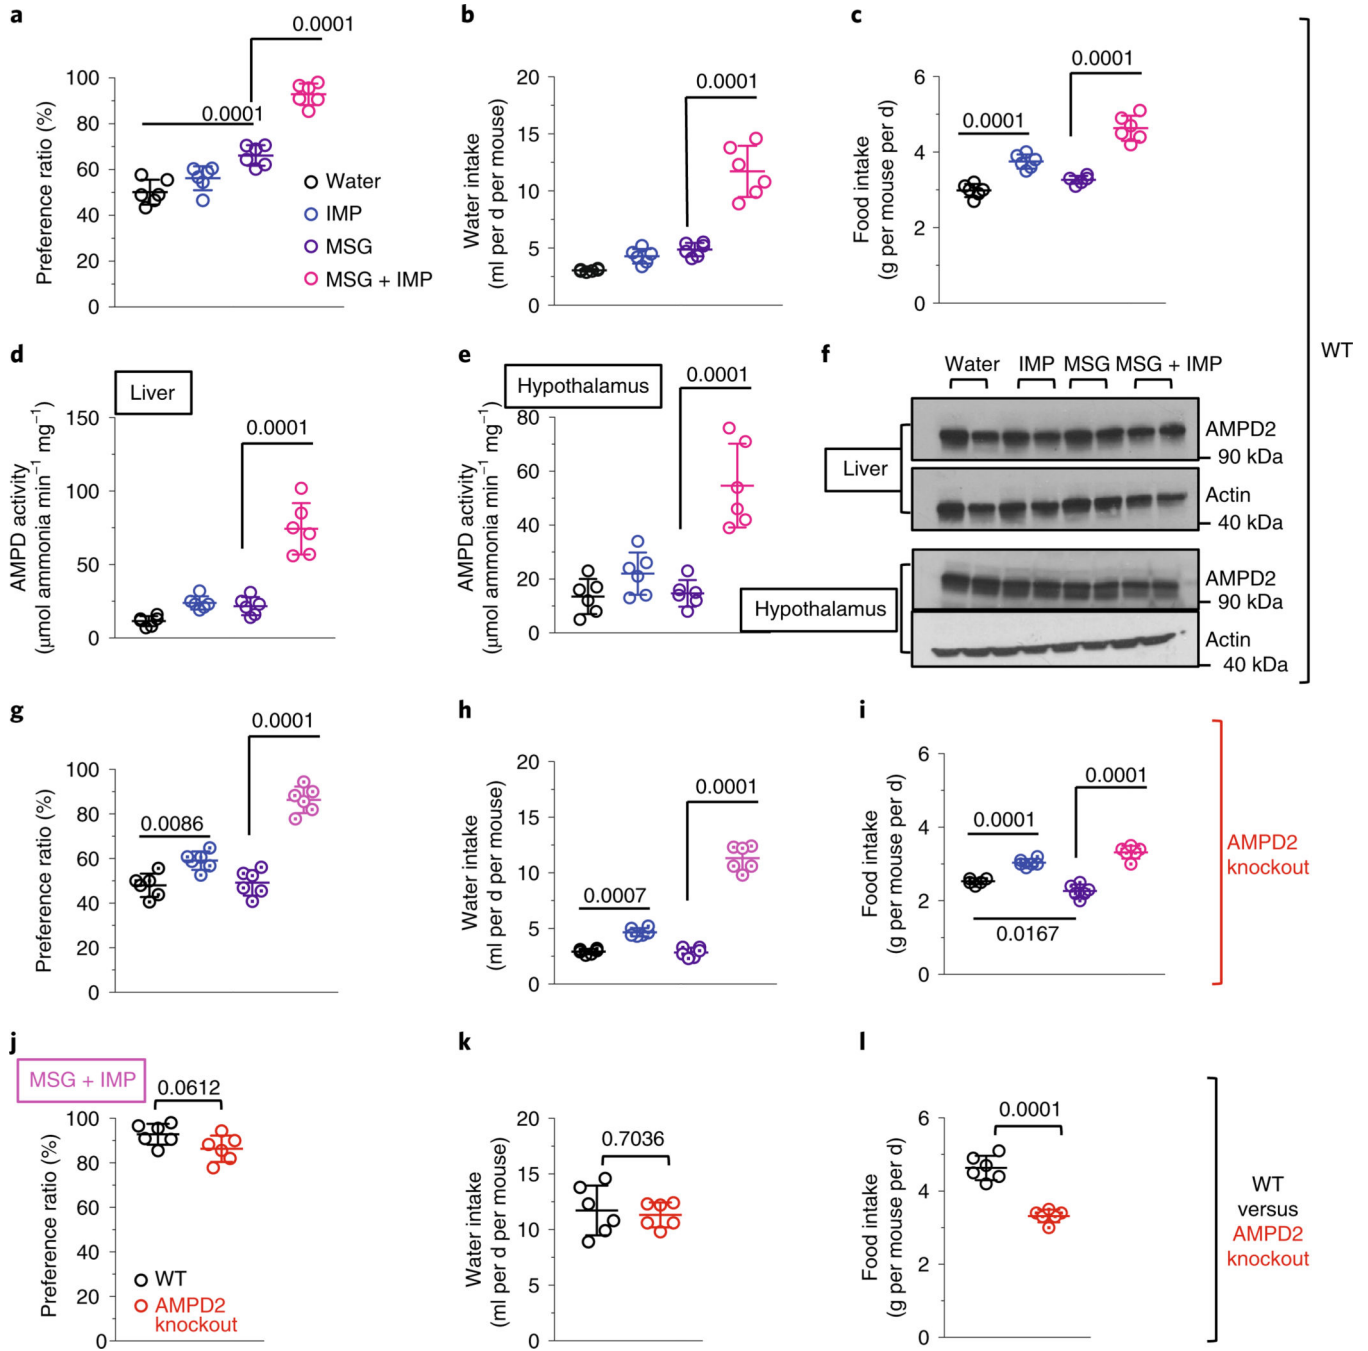 a
0.0001
100
80
60
40
20
0
Preference ratio (%)
0.0001
Water
IMP
MSG
MSG + IMP
b
0.0001
20
15
10
5
0
Water intake
(ml per d per mouse)
c
0.0001
0.0001
6
4
2
0
Food intake
(g per mouse per d)
WT
d
Liver
0.0001
150
100
50
0
AMPD activity
(µmol ammonia min⁻¹ mg⁻¹)
e
Hypothalamus
0.0001
80
60
40
20
0
AMPD activity
(µmol ammonia min⁻¹ mg⁻¹)
f
Water IMP MSG MSG + IMP
Liver
AMPD2
90 kDa
Actin
40 kDa
Hypothalamus
AMPD2
90 kDa
Actin
40 kDa
g
0.0001
0.0086
100
80
60
40
20
0
Preference ratio (%)
h
0.0001
0.0007
20
15
10
5
0
Water intake
(ml per d per mouse)
i
0.0001
0.0001
0.0167
6
4
2
0
Food intake
(g per mouse per d)
AMPD2
knockout
j
MSG + IMP
0.0612
100
80
60
40
20
0
Preference ratio (%)
WT
AMPD2
knockout
k
0.7036
20
15
10
5
0
Water intake
(ml per d per mouse)
l
0.0001
6
4
2
0
Food intake
(g per mouse per d)
WT
versus
AMPD2
knockout